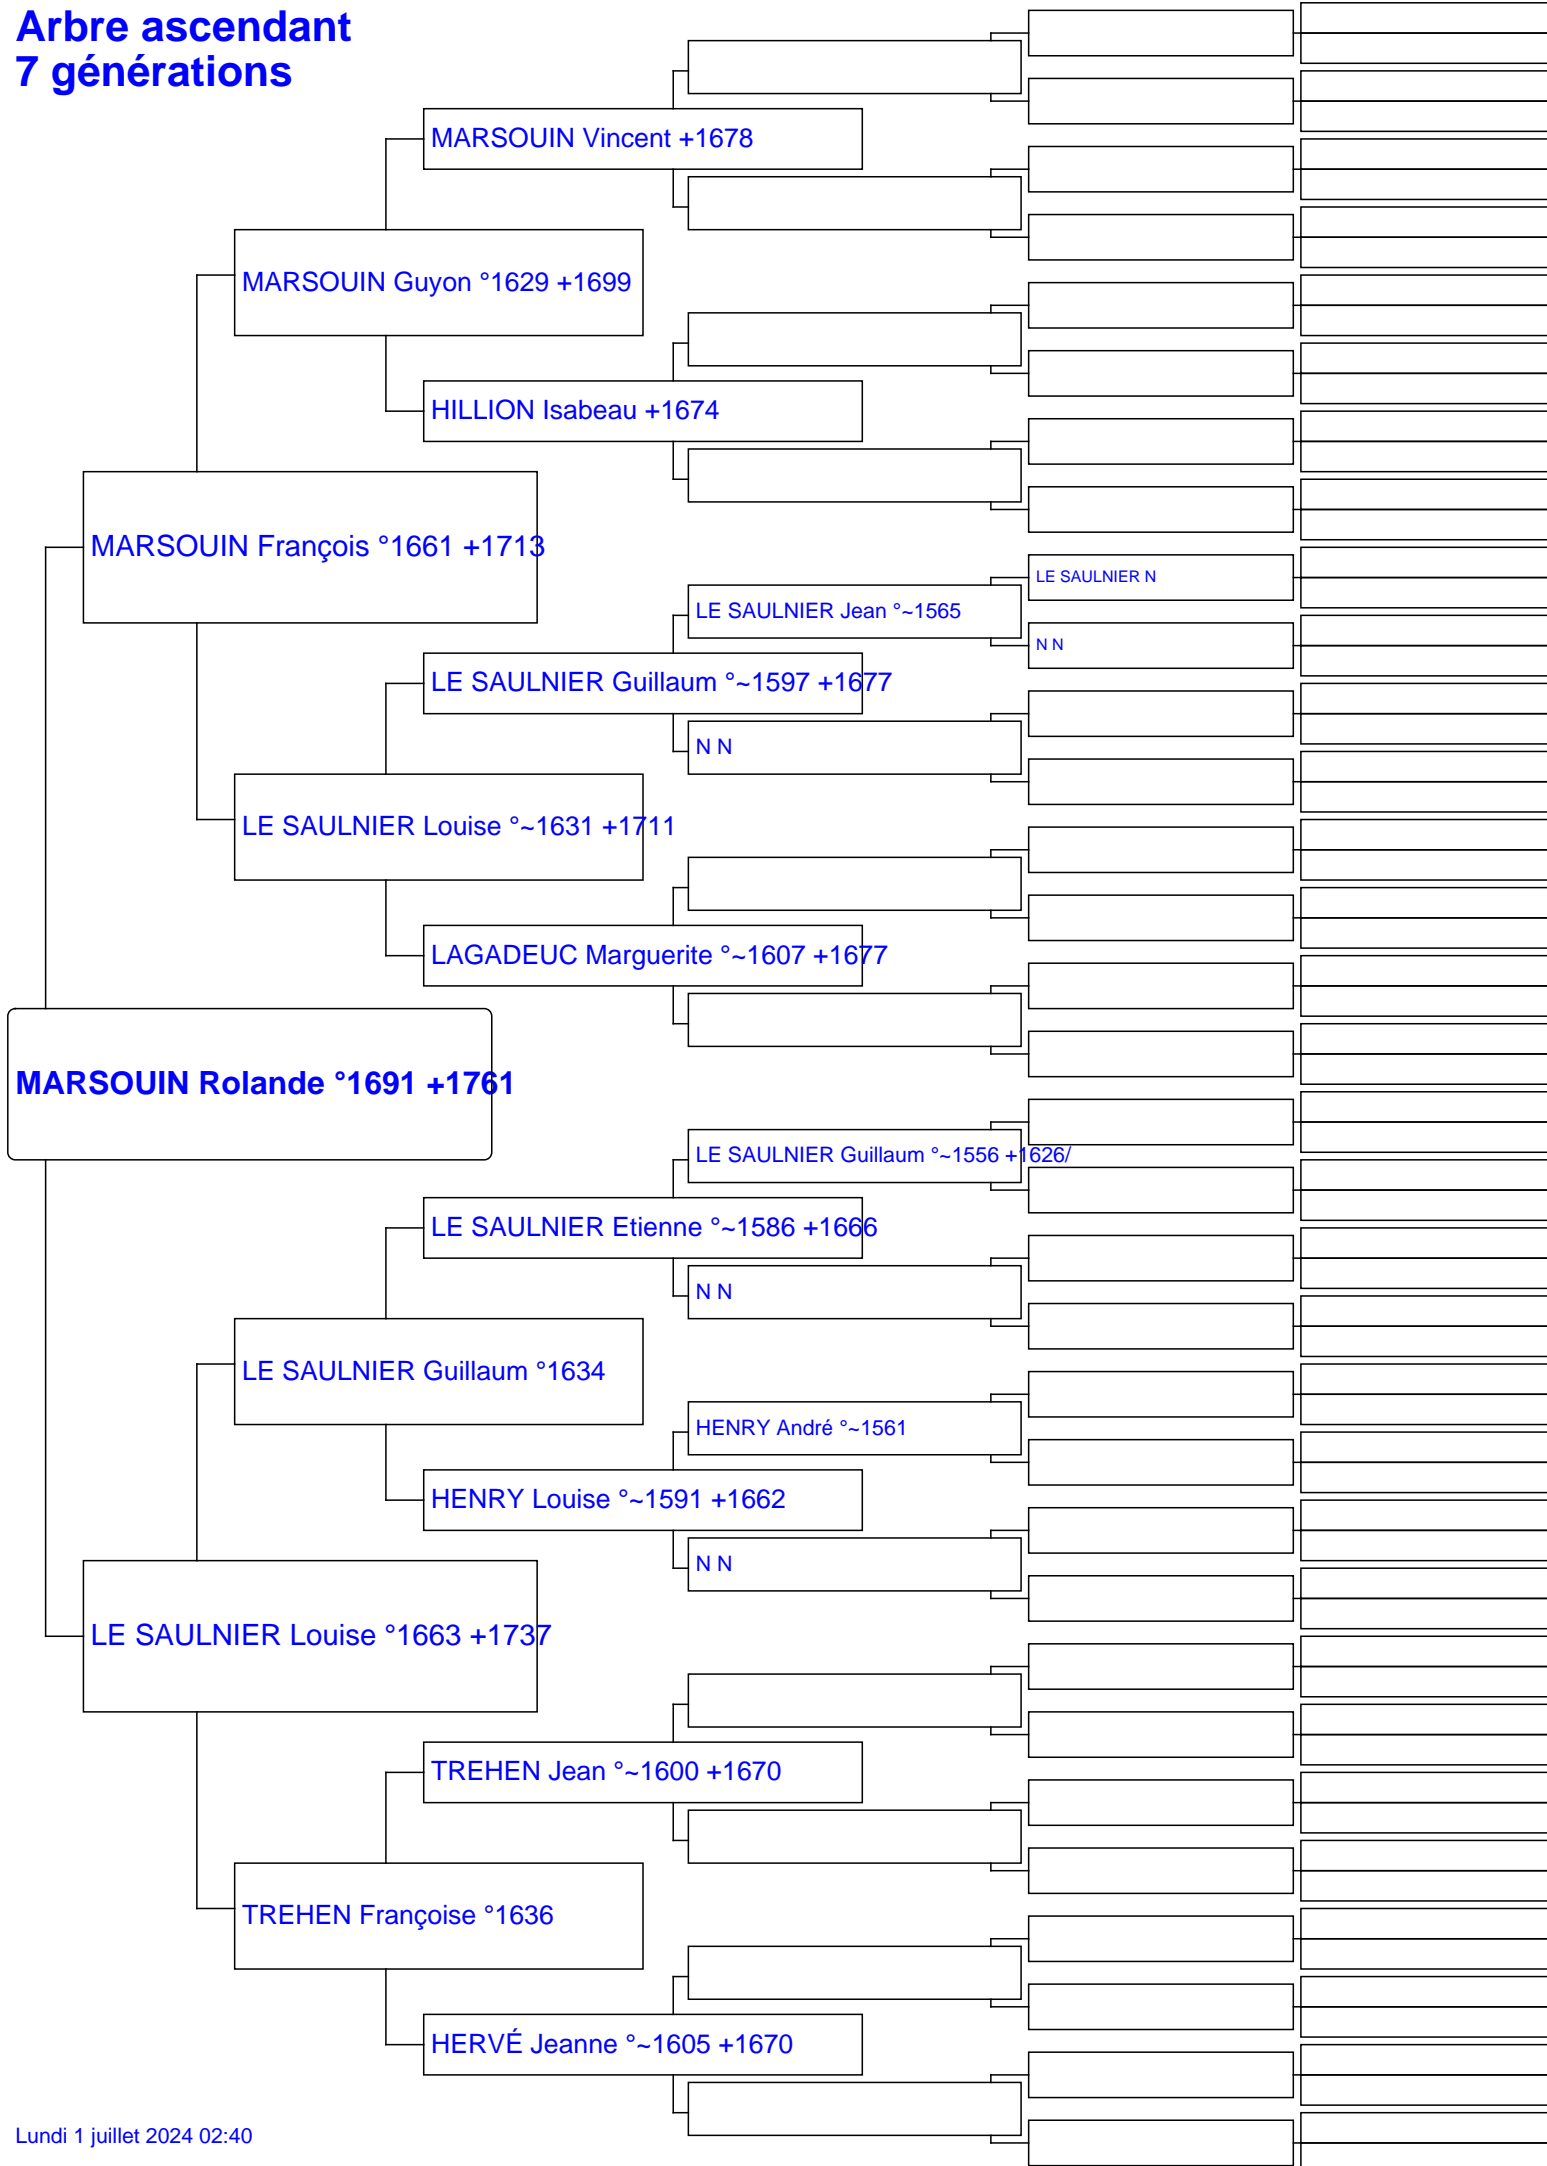 Arbre ascendant
7 générations
MARSOUIN Vincent +1678
MARSOUIN Guyon °1629 +1699
HILLION Isabeau +1674
MARSOUIN François °1661 +1713
LE SAULNIER N
LE SAULNIER Jean °~1565
N N
LE SAULNIER Guillaum °~1597 +1677
N N
LE SAULNIER Louise °~1631 +1711
LAGADEUC Marguerite °~1607 +1677
MARSOUIN Rolande °1691 +1761
LE SAULNIER Guillaum °~1556 +1626/
LE SAULNIER Etienne °~1586 +1666
N N
LE SAULNIER Guillaum °1634
HENRY André °~1561
HENRY Louise °~1591 +1662
N N
LE SAULNIER Louise °1663 +1737
TREHEN Jean °~1600 +1670
TREHEN Françoise °1636
HERVÉ Jeanne °~1605 +1670
Lundi 1 juillet 2024 02:40